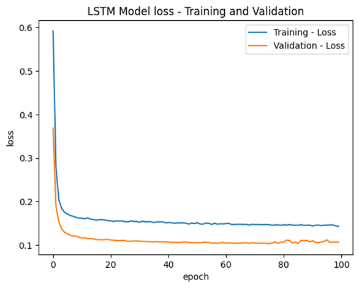 LSTM Model loss - Training and Validation
Training - Loss
Validation - Loss
loss
0.6
0.5
0.4
0.3
0.2
0.1
0 20 40 60 80 100
epoch